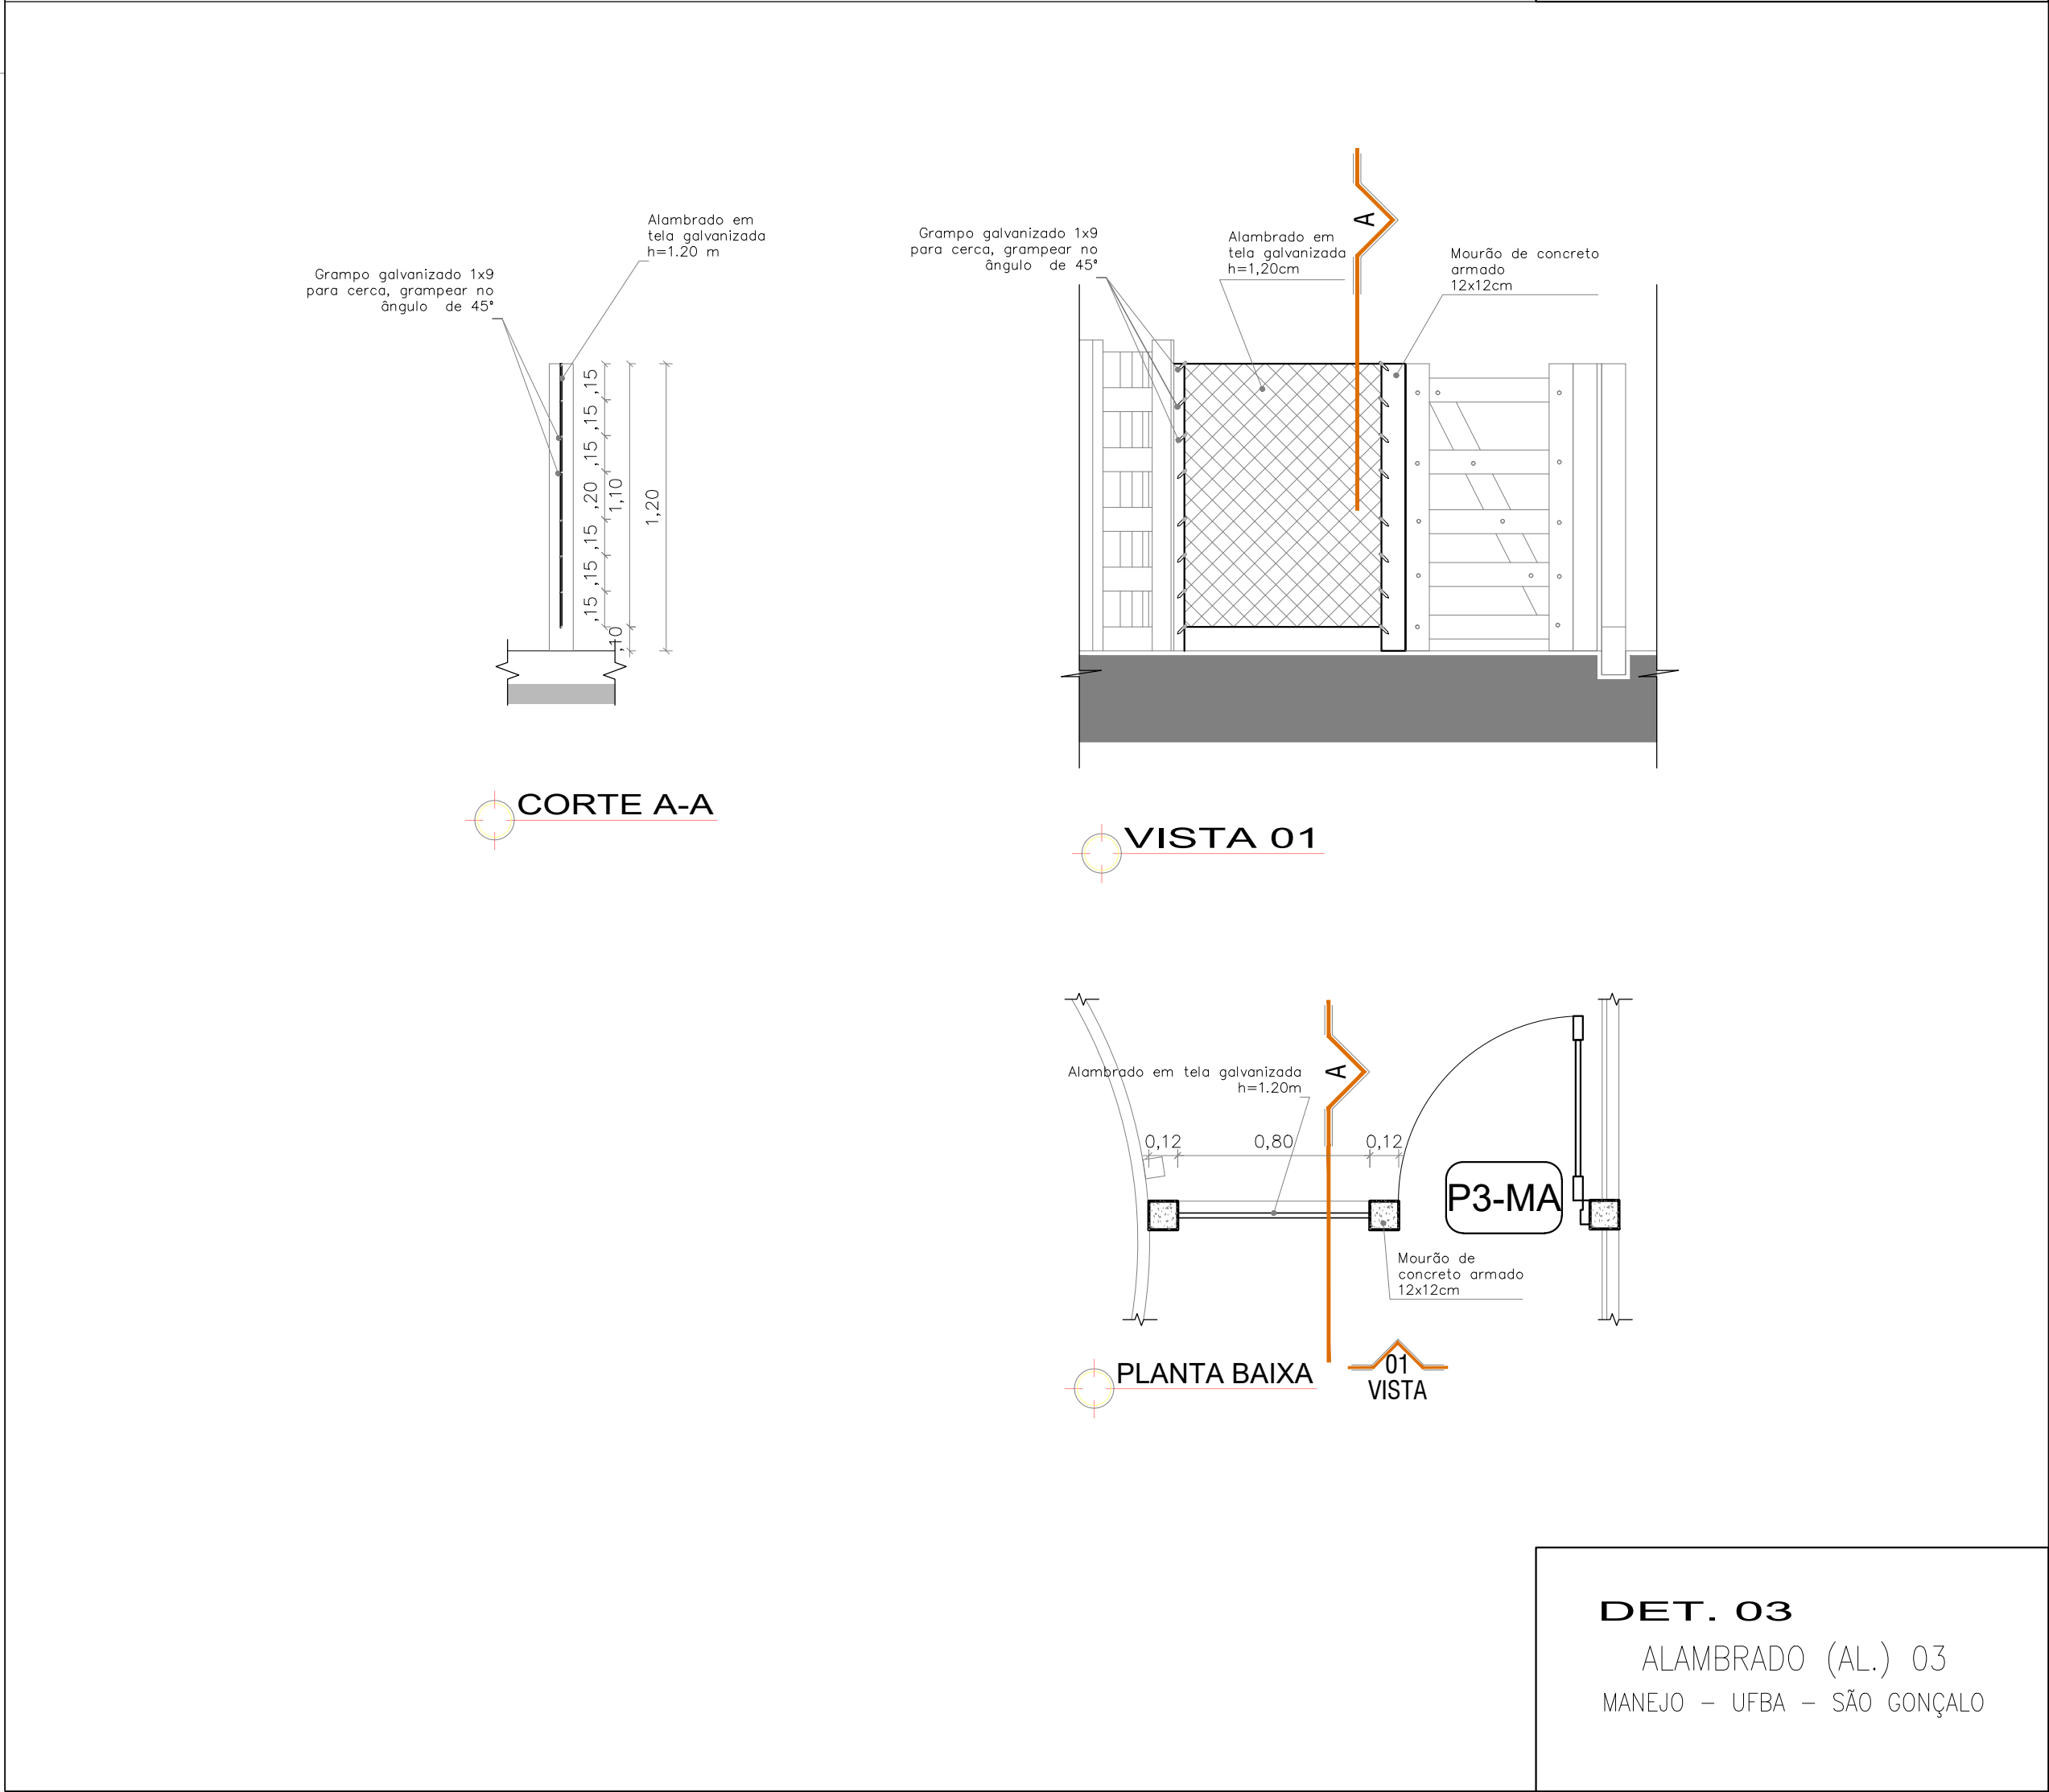 Alambrado em
tela galvanizada
h=1.20 m
Grampo galvanizado 1x9
para cerca, grampear no
ângulo de 45°
,15
,15
,15
,20
,15
,15
,15
1,10
,10
1,20
CORTE A-A
Grampo galvanizado 1x9
para cerca, grampear no
ângulo de 45°
Alambrado em
tela galvanizada
h=1,20cm
A
Mourão de concreto
armado
12x12cm
VISTA 01
Alambrado em tela galvanizada
h=1.20m
A
0,12
0,80
0,12
P3-MA
Mourão de
concreto armado
12x12cm
PLANTA BAIXA
01
VISTA
DET. 03
ALAMBRADO (AL.) 03
MANEJO - UFBA - SÃO GONÇALO